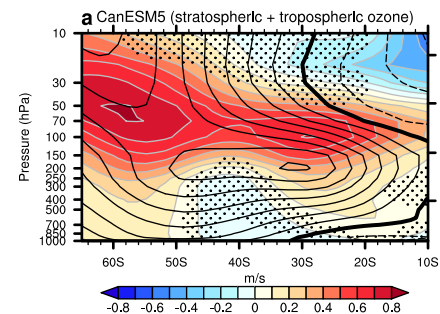 a CanESM5 (stratospheric + tropospheric ozone)
Pressure (hPa)
10
30
50
70
100
150
200
250
300
400
500
700
850
1000
60S 50S 40S 30S 20S 10S
m/s
-0.8 -0.6 -0.4 -0.2 0 0.2 0.4 0.6 0.8